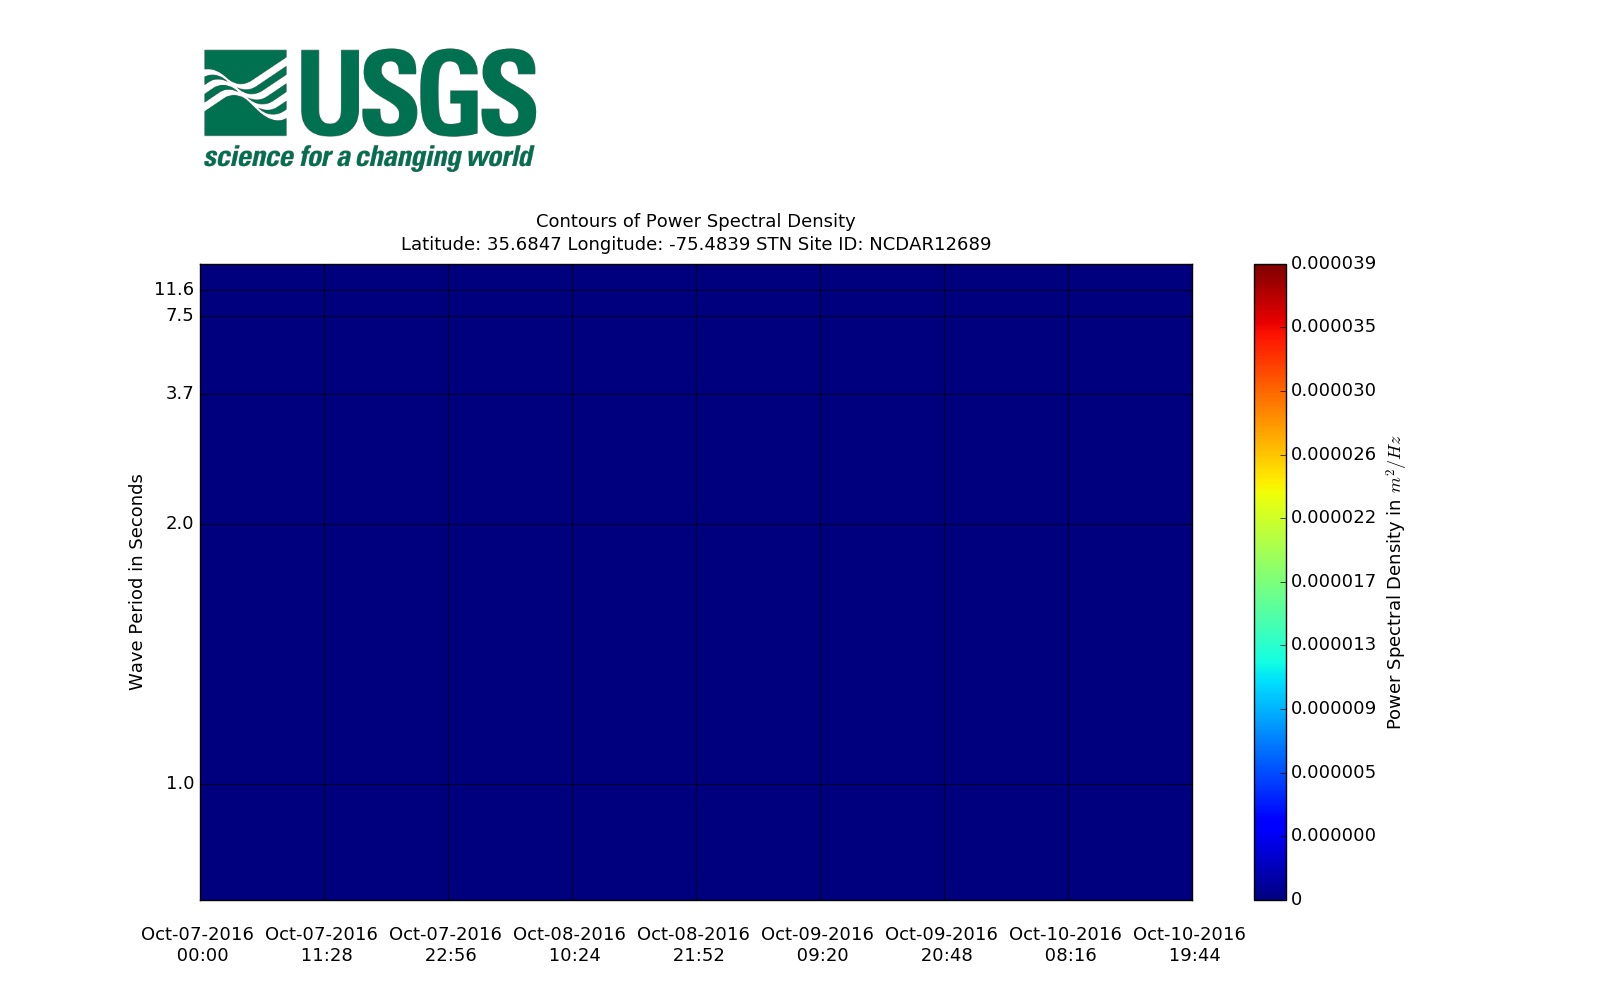 USGS
science for a changing world
Contours of Power Spectral Density
Latitude: 35.6847 Longitude: -75.4839 STN Site ID: NCDAR12689
11.6
7.5
3.7
2.0
1.0
Wave Period in Seconds
Oct-07-2016 Oct-07-2016 Oct-07-2016 Oct-08-2016 Oct-08-2016 Oct-09-2016 Oct-09-2016 Oct-10-2016 Oct-10-2016
00:00 11:28 22:56 10:24 21:52 09:20 20:48 08:16 19:44
0.000039
0.000035
0.000030
0.000026
0.000022
0.000017
0.000013
0.000009
0.000005
0.000000
0
Power Spectral Density in m²/Hz